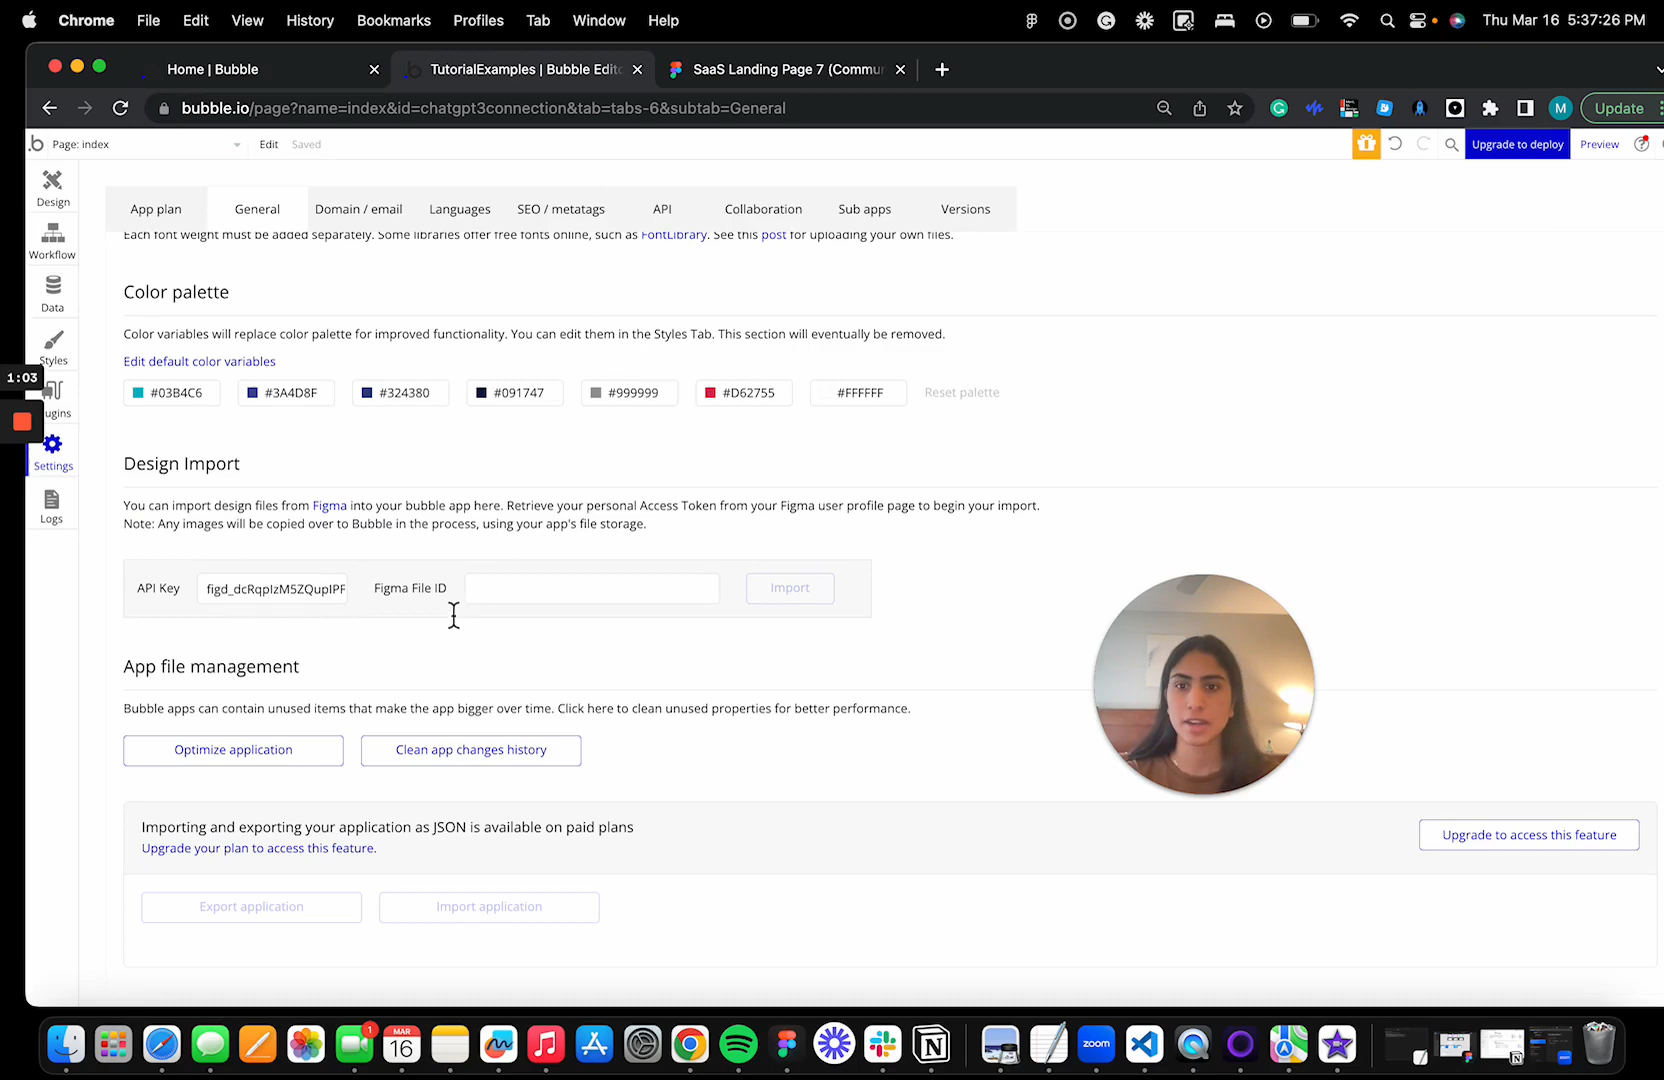 Chrome File Edit View History Bookmarks Profiles Tab Window Help Thu Mar 16 5:37:26 PM
Home | Bubble TutorialExamples | Bubble Edito SaaS Landing Page 7 (Commu
bubble.io/page?name=index&id=chatgpt3connection&tab=tabs-6&subtab=General M Update
Page: index Edit Saved Upgrade to deploy Preview
Design
Workflow
Data
Styles
1:03
ugins
Settings
Logs
App plan General Domain / email Languages SEO / metatags API Collaboration Sub apps Versions
Each font weight must be added separately. Some libraries offer free fonts online, such as FontLibrary. See this post for uploading your own files.
Color palette
Color variables will replace color palette for improved functionality. You can edit them in the Styles Tab. This section will eventually be removed.
Edit default color variables
#03B4C6 #3A4D8F #324380 #091747 #999999 #D62755 #FFFFFF Reset palette
Design Import
You can import design files from Figma into your bubble app here. Retrieve your personal Access Token from your Figma user profile page to begin your import.
Note: Any images will be copied over to Bubble in the process, using your app's file storage.
API Key figd_dcRqpIzM5ZQupIPF Figma File ID Import
App file management
Bubble apps can contain unused items that make the app bigger over time. Click here to clean unused properties for better performance.
Optimize application Clean app changes history
Importing and exporting your application as JSON is available on paid plans
Upgrade your plan to access this feature.
Upgrade to access this feature
Export application Import application
1
MAR
16
zoom